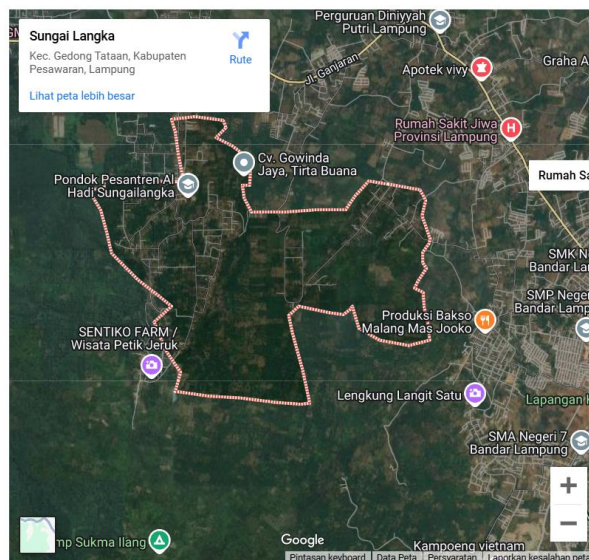 Sungai Langka
Kec. Gedong Tataan, Kabupaten
Pesawaran, Lampung
Rute
Lihat peta lebih besar
Perguruan Diniyyah
Putri Lampung
Jl. Ganjaran
Apotek vivy
Graha A
Rumah Sakit Jiwa
Provinsi Lampung
Cv. Gowinda
Jaya, Tirta Buana
Rumah Sa
Pondok Pesantren Al
Hadi Sungailangka
SMK N
Bandar La
SMP Neger
Bandar Lamp
Produksi Bakso
Malang Mas Jooko
SENTIKO FARM /
Wisata Petik Jeruk
Lengkung Langit Satu
Lapangan K
SMA Negeri 7
Bandar Lampung
+
−
mp Sukma Ilang
Google
Kampoeng vietnam
Pintasan keyboard
Data Peta
Persyaratan
Laporkan kesalahan peta